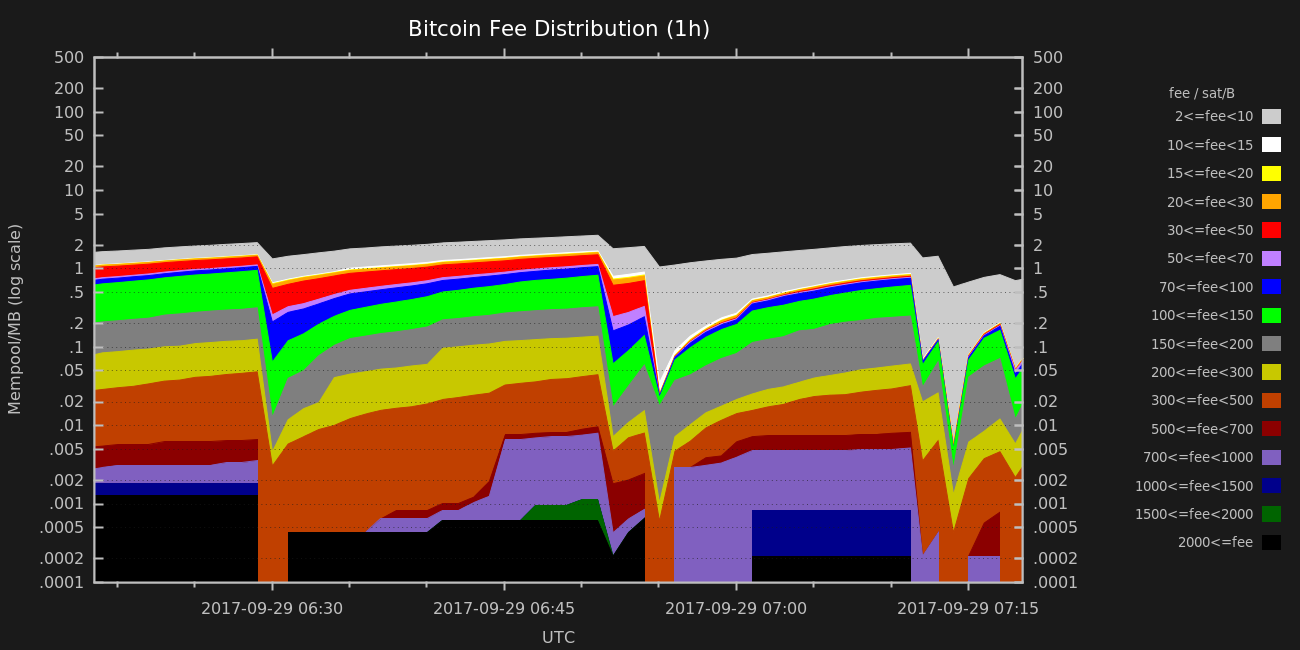 Bitcoin Fee Distribution (1h)
500 500
200 200
100 100
50 50
20 20
10 10
5 5
2 2
1 1
.5 .5
.2 .2
.1 .1
.05 .05
.02 .02
.01 .01
.005 .005
.002 .002
.001 .001
.0005 .0005
.0002 .0002
.0001 .0001
Mempool/MB (log scale)
2017-09-29 06:30 2017-09-29 06:45 2017-09-29 07:00 2017-09-29 07:15
UTC
fee / sat/B
2<=fee<10
10<=fee<15
15<=fee<20
20<=fee<30
30<=fee<50
50<=fee<70
70<=fee<100
100<=fee<150
150<=fee<200
200<=fee<300
300<=fee<500
500<=fee<700
700<=fee<1000
1000<=fee<1500
1500<=fee<2000
2000<=fee